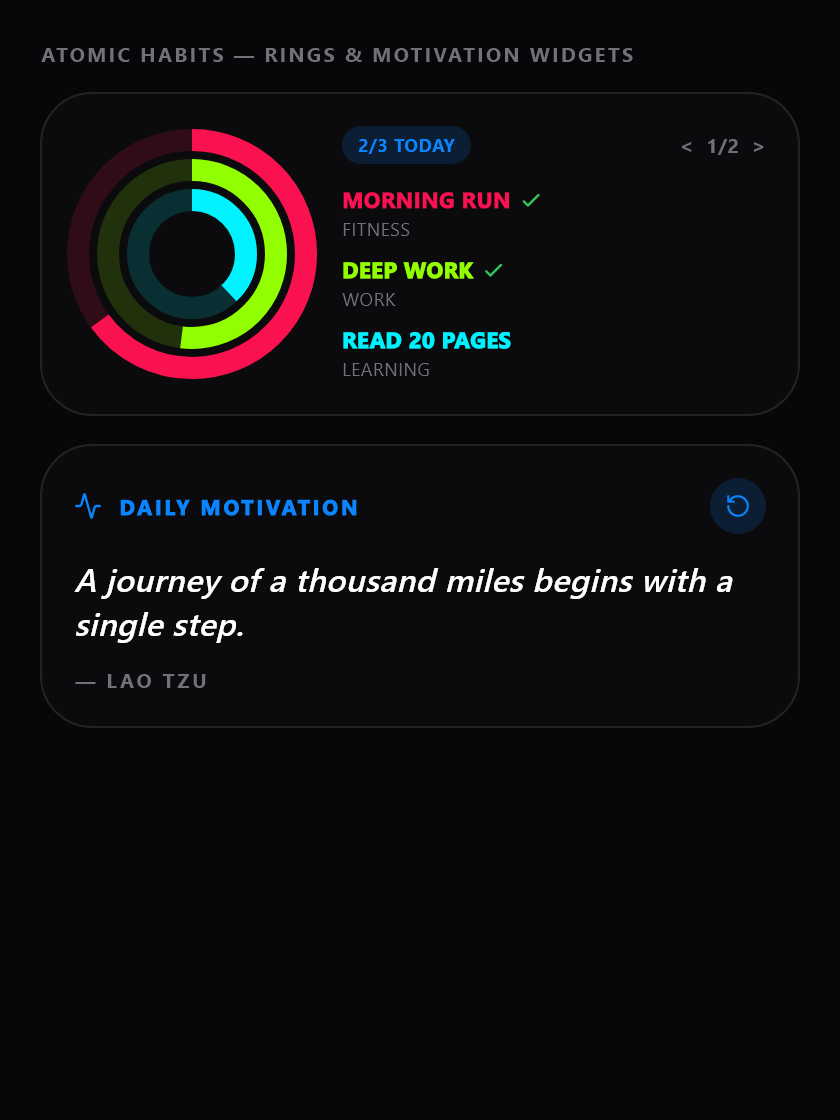 ATOMIC HABITS — RINGS & MOTIVATION WIDGETS
2/3 TODAY
< 1/2 >
MORNING RUN
FITNESS
DEEP WORK
WORK
READ 20 PAGES
LEARNING
DAILY MOTIVATION
A journey of a thousand miles begins with a
single step.
— LAO TZU